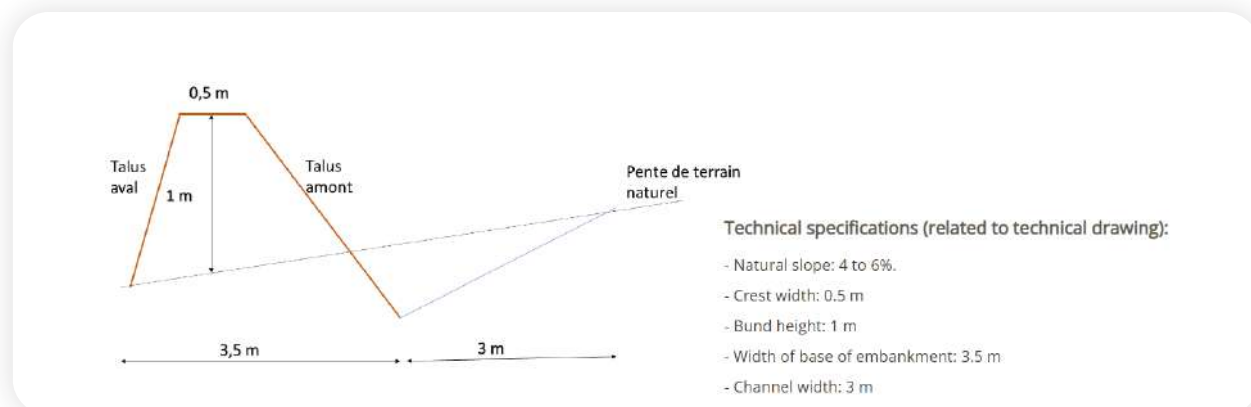 0,5 m
Talus
aval
1 m
Talus
amont
Pente de terrain
naturel
3,5 m
3 m
Technical specifications (related to technical drawing):
- Natural slope: 4 to 6%.
- Crest width: 0.5 m
- Bund height: 1 m
- Width of base of embankment: 3.5 m
- Channel width: 3 m